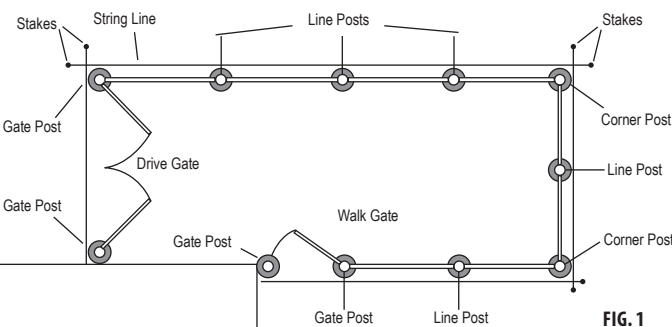 Stakes
String Line
Line Posts
Stakes
Gate Post
Corner Post
Drive Gate
Line Post
Gate Post
Walk Gate
Gate Post
Corner Post
Gate Post
Line Post
FIG. 1